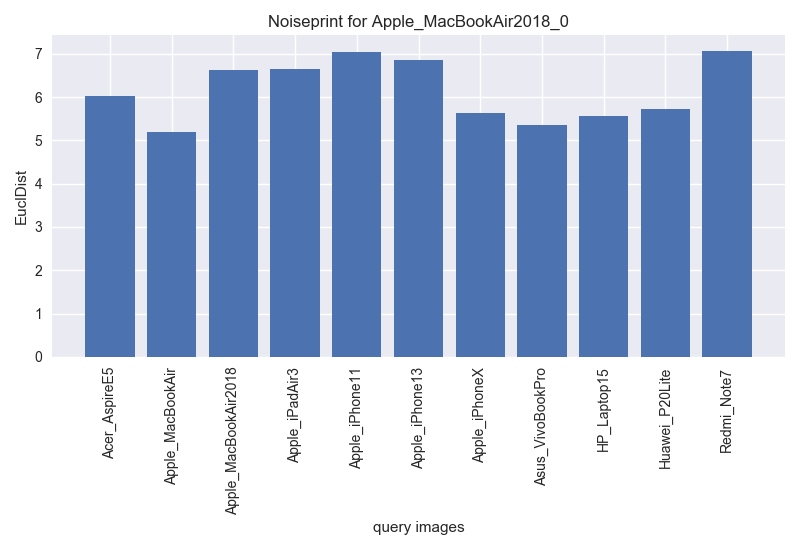 Noiseprint for Apple_MacBookAir2018_0
EuclDist
7
6
5
4
3
2
1
0
Acer_AspireE5
Apple_MacBookAir
Apple_MacBookAir2018
Apple_iPadAir3
Apple_iPhone11
Apple_iPhone13
Apple_iPhoneX
Asus_VivoBookPro
HP_Laptop15
Huawei_P20Lite
Redmi_Note7
query images